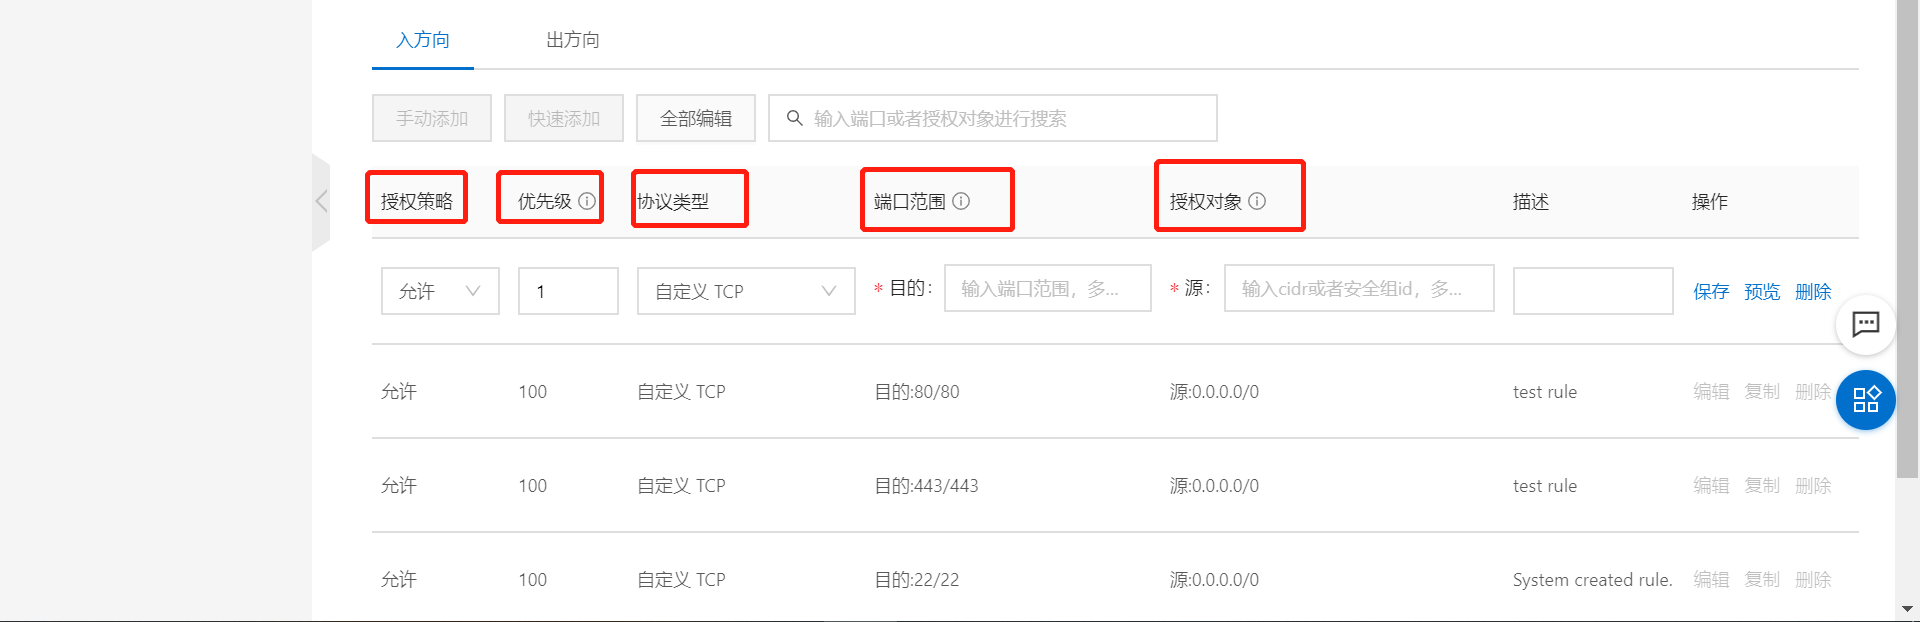 入方向 出方向
手动添加 快速添加 全部编辑 输入端口或者授权对象进行搜索
授权策略 优先级 协议类型 端口范围 授权对象 描述 操作
允许 1 自定义 TCP * 目的: 输入端口范围，多... * 源: 输入cidr或者安全组id，多... 保存 预览 删除
允许 100 自定义 TCP 目的:80/80 源:0.0.0.0/0 test rule 编辑 复制 删除
允许 100 自定义 TCP 目的:443/443 源:0.0.0.0/0 test rule 编辑 复制 删除
允许 100 自定义 TCP 目的:22/22 源:0.0.0.0/0 System created rule. 编辑 复制 删除